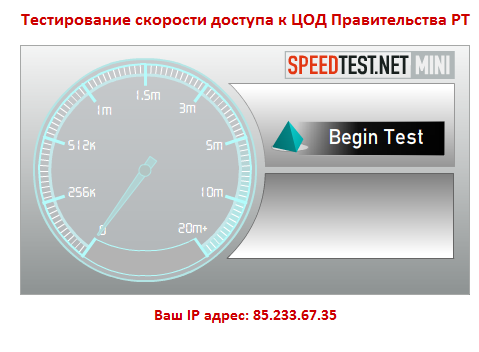 Тестирование скорости доступа к ЦОД Правительства РТ
SPEEDTEST.NET MINI
1.5m
1m
3m
512k
5m
256k
10m
0
20m+
Begin Test
Ваш IP адрес: 85.233.67.35